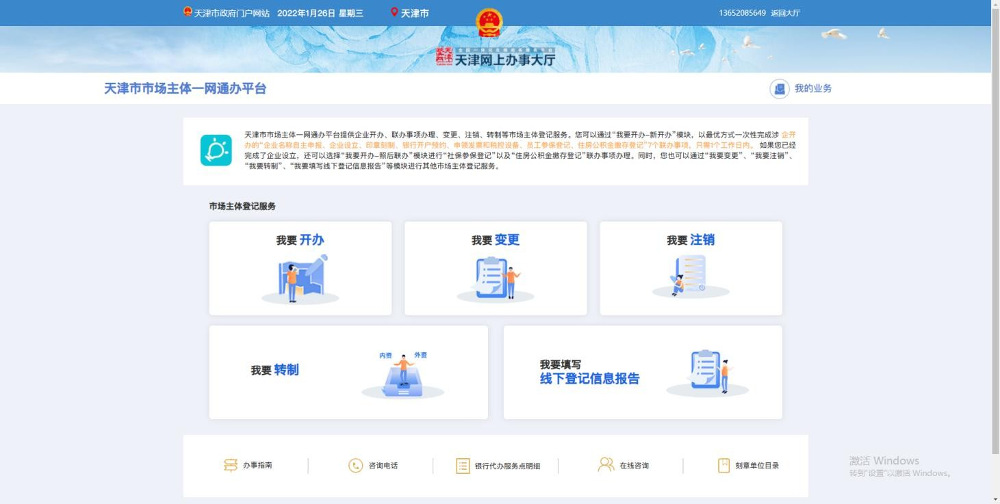 天津市政府门户网站 2022年1月26日 星期三 天津市 13652085649 返回大厅
全国一体化在线政务服务平台
天津网上办事大厅
天津市市场主体一网通办平台 我的业务
天津市市场主体一网通办平台提供企业开办、联办事项办理、变更、注销、转制等市场主体登记服务。您可以通过“我要开办–新开办”模块，以最优方式一次性完成涉 企开
办的“企业名称自主申报、企业设立、印章刻制、银行开户预约、申领发票和税控设备、员工参保登记、住房公积金缴存登记”7个联办事项，只需1个工作日内。 如果您已经
完成了企业设立，还可以选择“我要开办–照后联办”模块进行“社保参保登记”以及“住房公积金缴存登记”联办事项办理。同时，您也可以通过“我要变更”、“我要注销”、
“我要转制”、“我要填写线下登记信息报告”等模块进行其他市场主体登记服务。
市场主体登记服务
我要 开办 我要 变更 我要 注销
内资 外资
我要 转制
我要填写
线下登记信息报告
办事指南 咨询电话 银行代办服务点明细 在线咨询 刻章单位目录
激活 Windows
转到“设置”以激活 Windows。